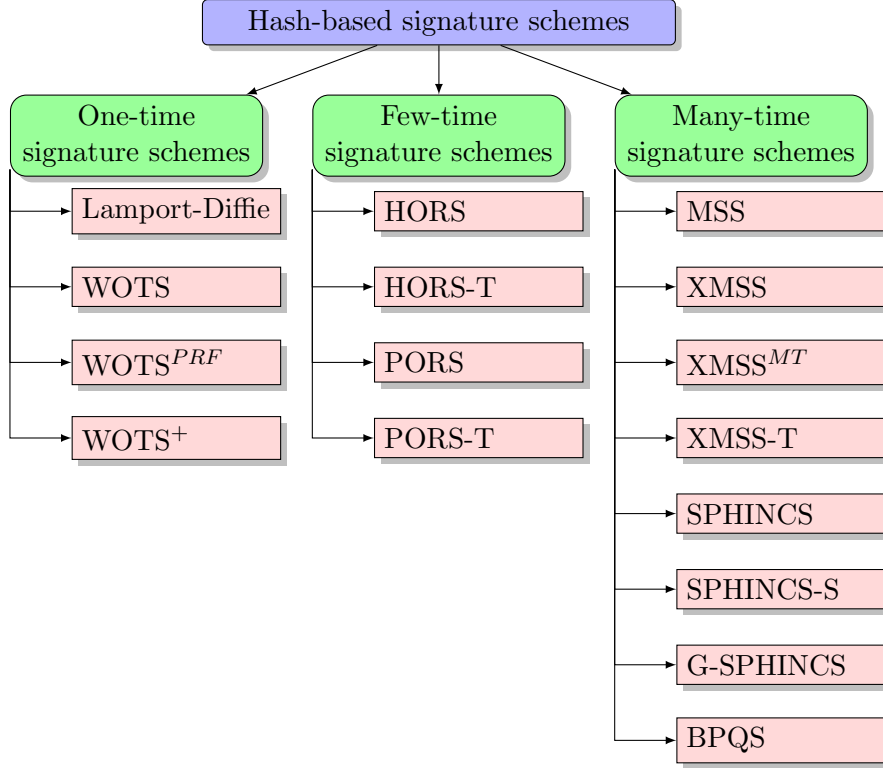 Hash-based signature schemes
One-time
signature schemes
Lamport-Diffie
WOTS
WOTS^{PRF}
WOTS^{+}
Few-time
signature schemes
HORS
HORS-T
PORS
PORS-T
Many-time
signature schemes
MSS
XMSS
XMSS^{MT}
XMSS-T
SPHINCS
SPHINCS-S
G-SPHINCS
BPQS